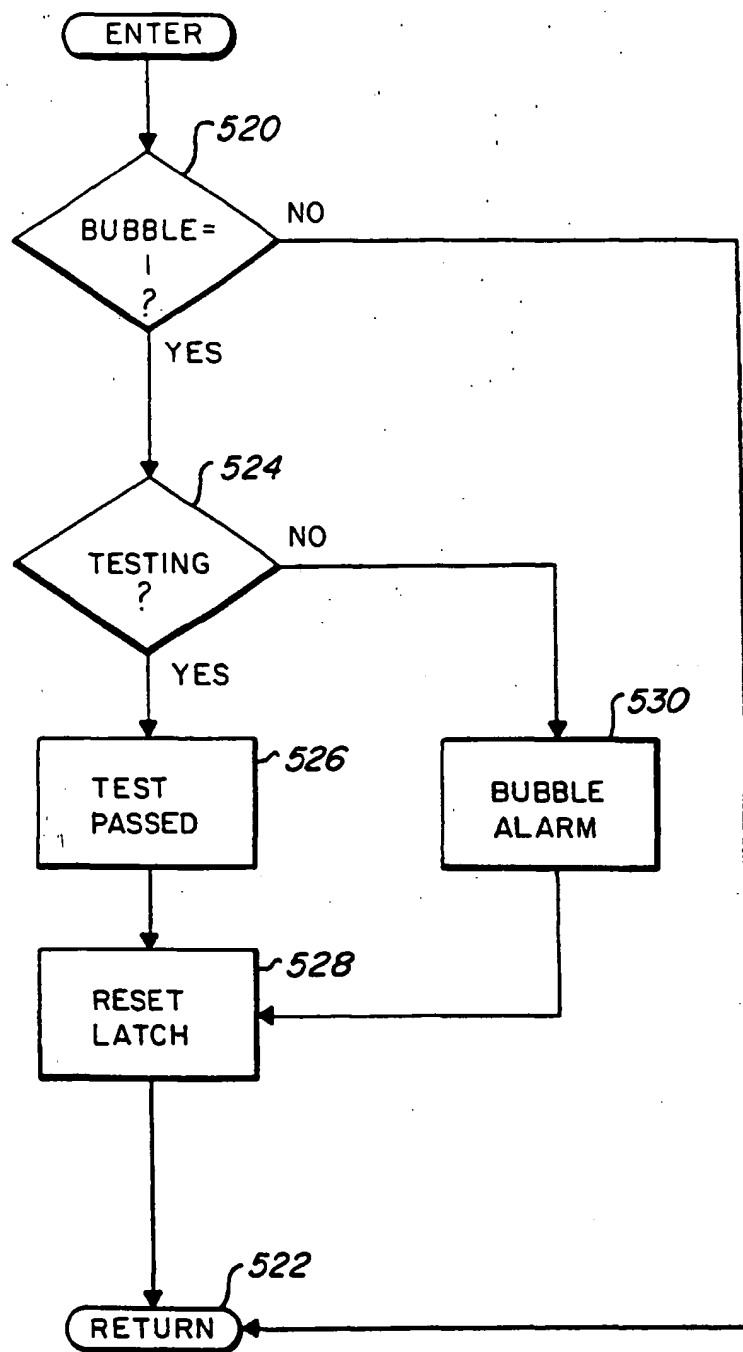 ENTER
520
BUBBLE=
1
?
NO
YES
524
TESTING
?
NO
YES
526
TEST
PASSED
530
BUBBLE
ALARM
528
RESET
LATCH
522
RETURN